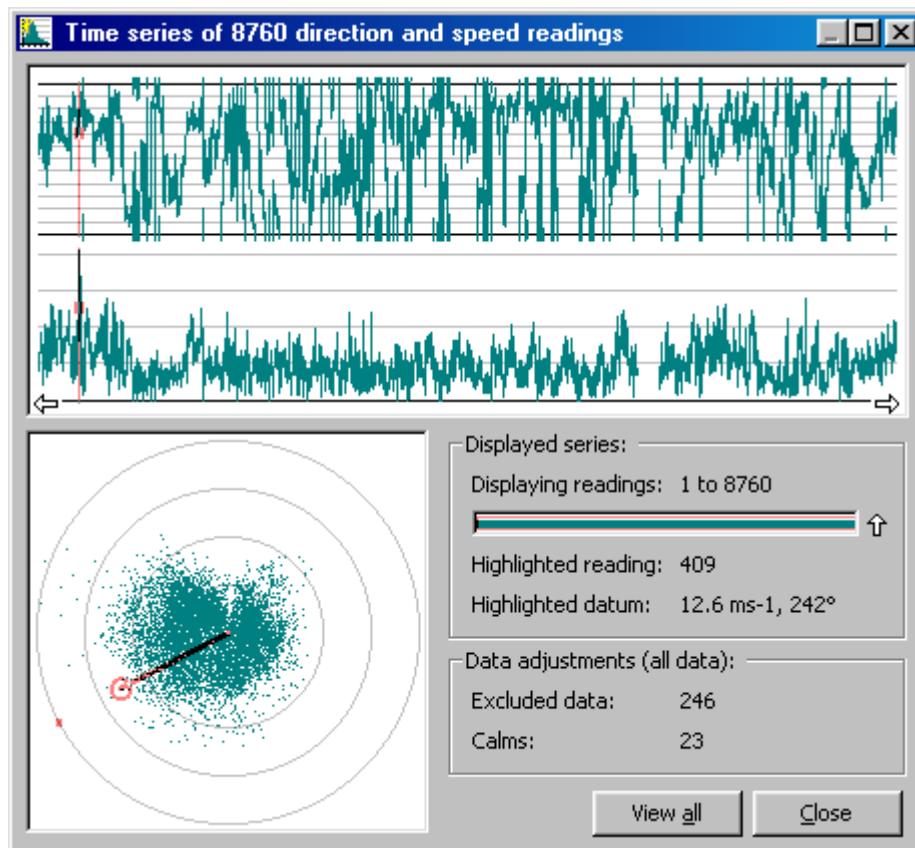 Time series of 8760 direction and speed readings
Displayed series:
Displaying readings: 1 to 8760
Highlighted reading: 409
Highlighted datum: 12.6 ms-1, 242°
Data adjustments (all data):
Excluded data: 246
Calms: 23
View all
Close